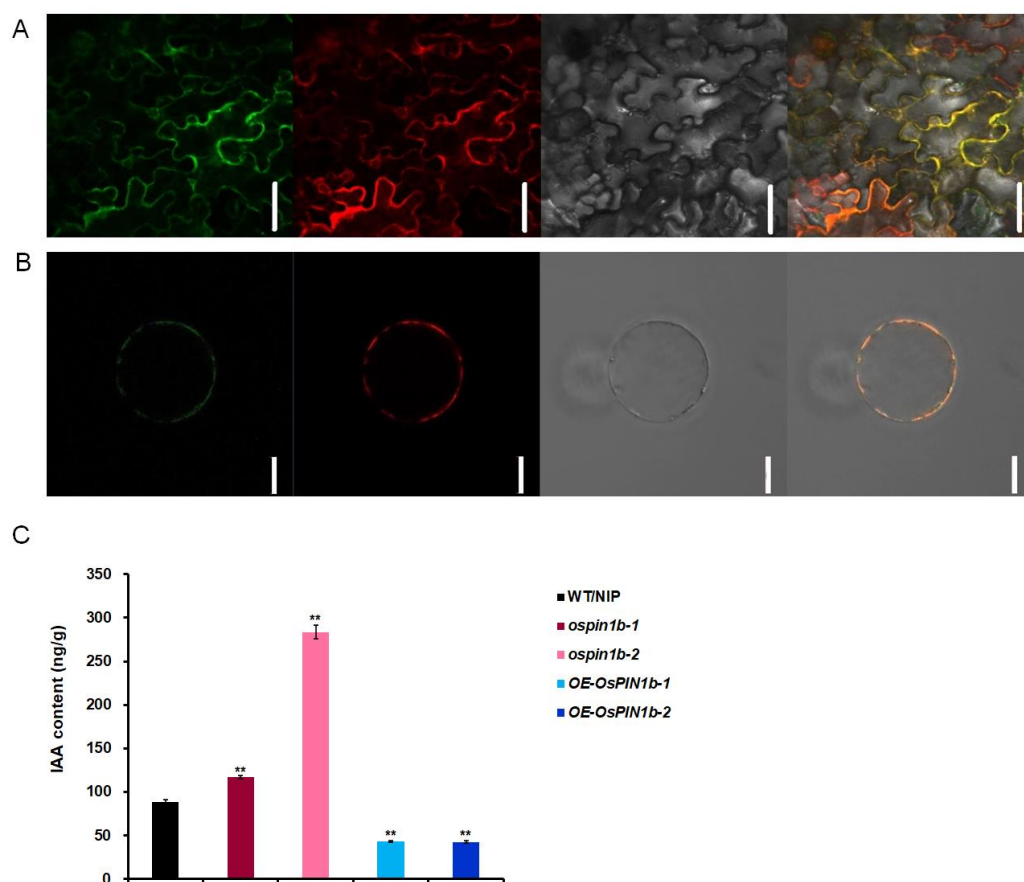 A
B
C
350
300
250
200
150
100
50
0
IAA content (ng/g)
**
**
**
**
WT/NIP
ospin1b-1
ospin1b-2
OE-OsPIN1b-1
OE-OsPIN1b-2